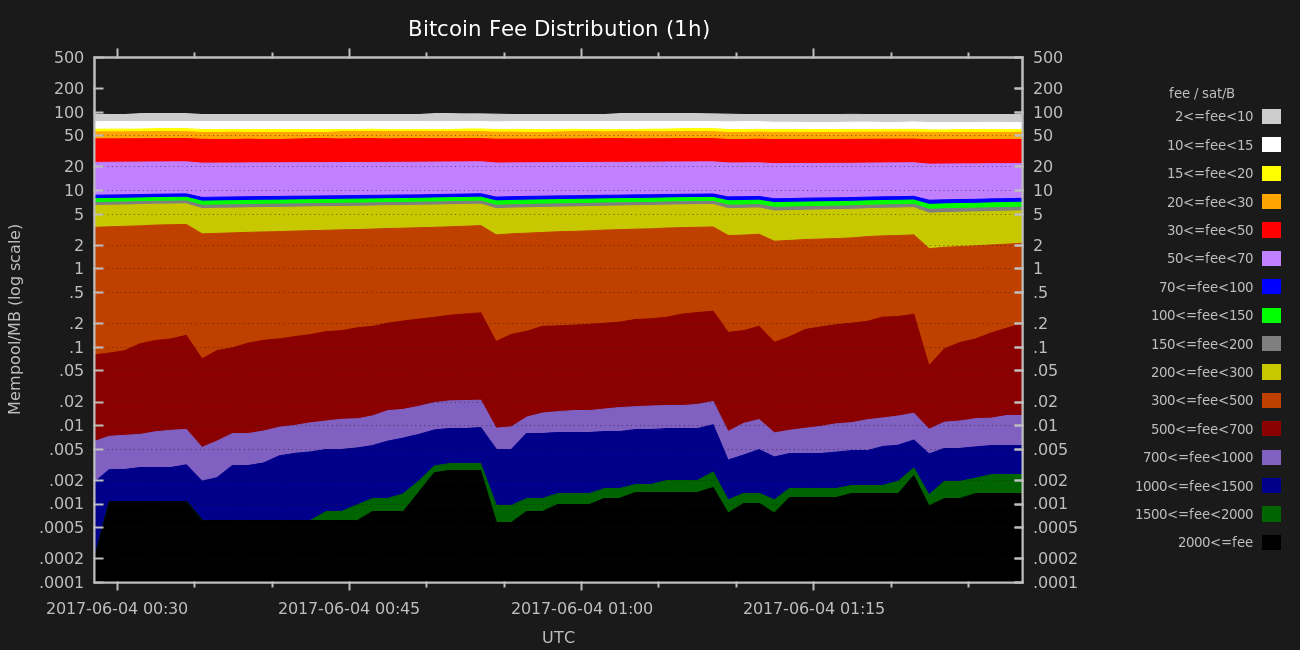 Bitcoin Fee Distribution (1h)
500
200
100
50
20
10
5
2
1
.5
.2
.1
.05
.02
.01
.005
.002
.001
.0005
.0002
.0001
Mempool/MB (log scale)
500
200
100
50
20
10
5
2
1
.5
.2
.1
.05
.02
.01
.005
.002
.001
.0005
.0002
.0001
2017-06-04 00:30 2017-06-04 00:45 2017-06-04 01:00 2017-06-04 01:15
UTC
fee / sat/B
2<=fee<10
10<=fee<15
15<=fee<20
20<=fee<30
30<=fee<50
50<=fee<70
70<=fee<100
100<=fee<150
150<=fee<200
200<=fee<300
300<=fee<500
500<=fee<700
700<=fee<1000
1000<=fee<1500
1500<=fee<2000
2000<=fee